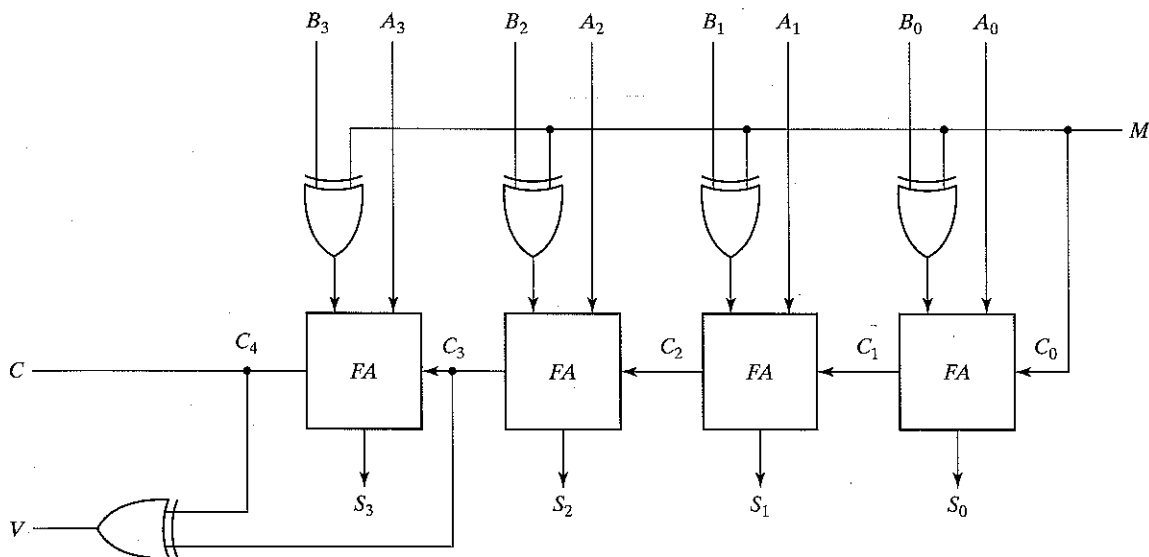 B₃ A₃ B₂ A₂ B₁ A₁ B₀ A₀
M
C₄ C₃ C₂ C₁ C₀
C FA FA FA FA
S₃ S₂ S₁ S₀
V